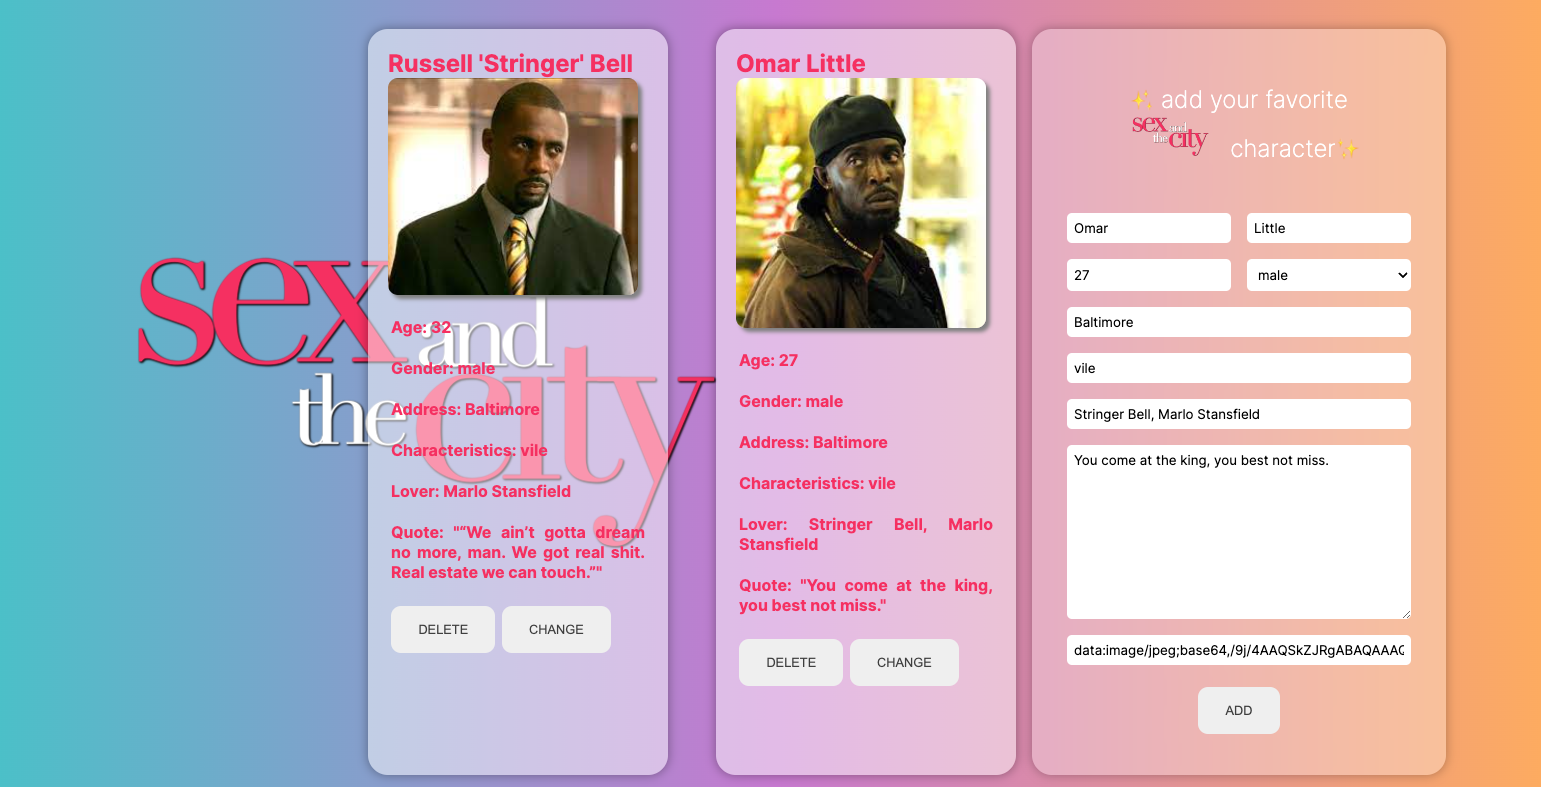 sex and
the city
Russell 'Stringer' Bell
Age: 32
Gender: male
Address: Baltimore
Characteristics: vile
Lover: Marlo Stansfield
Quote: "“We ain’t gotta dream
no more, man. We got real shit.
Real estate we can touch.”"
DELETE CHANGE
Omar Little
Age: 27
Gender: male
Address: Baltimore
Characteristics: vile
Lover: Stringer Bell, Marlo
Stansfield
Quote: "You come at the king,
you best not miss."
DELETE CHANGE
✨ add your favorite
sex and
the city
character✨
Omar Little
27 male
Baltimore
vile
Stringer Bell, Marlo Stansfield
You come at the king, you best not miss.
data:image/jpeg;base64,/9j/4AAQSkZJRgABAQAAAQ
ADD